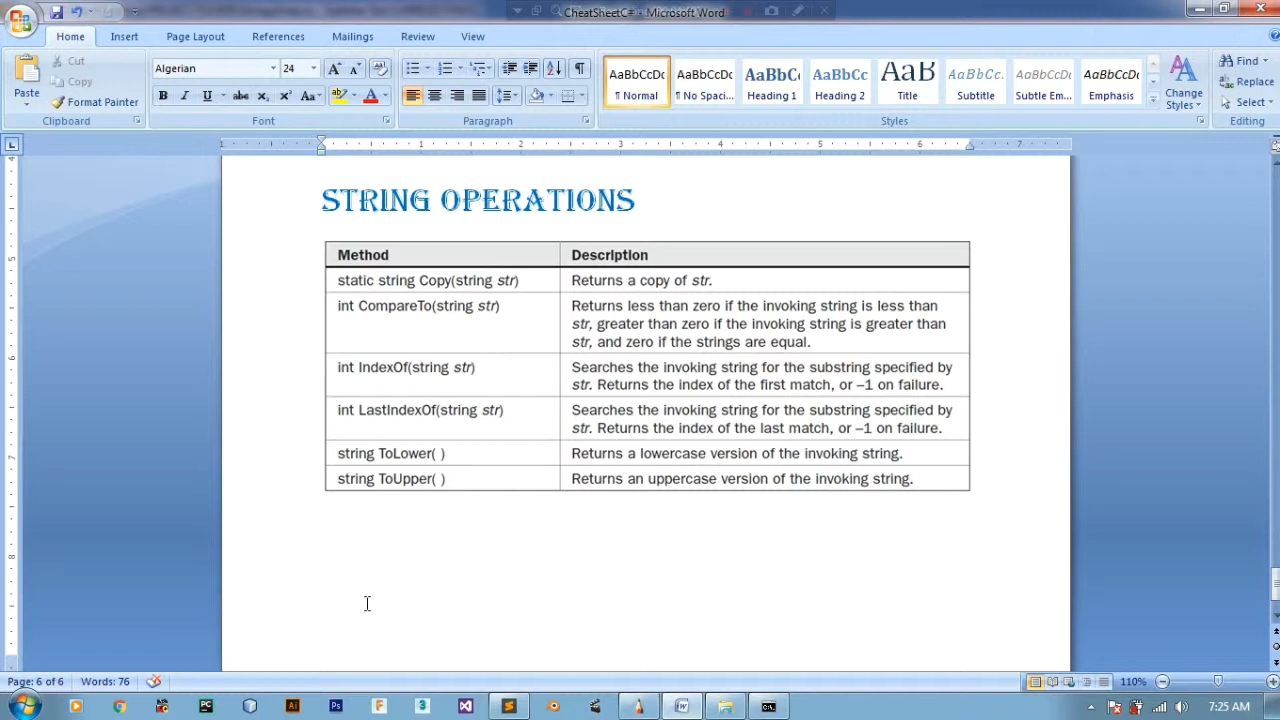 CheatSheetC# - Microsoft Word
Home Insert Page Layout References Mailings Review View
Paste
Cut
Copy
Format Painter
Clipboard
Algerian 24
Font
Paragraph
AaBbCcDc AaBbCcDc AaBbC AaBbCc AaB AaBbCc. AaBbCcDc AaBbCcDc
¶ Normal ¶ No Spaci... Heading 1 Heading 2 Title Subtitle Subtle Em... Emphasis
Styles
Change Styles
Find
Replace
Select
Editing
STRING OPERATIONS
Method Description
static string Copy(string str) Returns a copy of str.
int CompareTo(string str) Returns less than zero if the invoking string is less than
str, greater than zero if the invoking string is greater than
str, and zero if the strings are equal.
int IndexOf(string str) Searches the invoking string for the substring specified by
str. Returns the index of the first match, or –1 on failure.
int LastIndexOf(string str) Searches the invoking string for the substring specified by
str. Returns the index of the last match, or –1 on failure.
string ToLower( ) Returns a lowercase version of the invoking string.
string ToUpper( ) Returns an uppercase version of the invoking string.
Page: 6 of 6 Words: 76 110%
7:25 AM